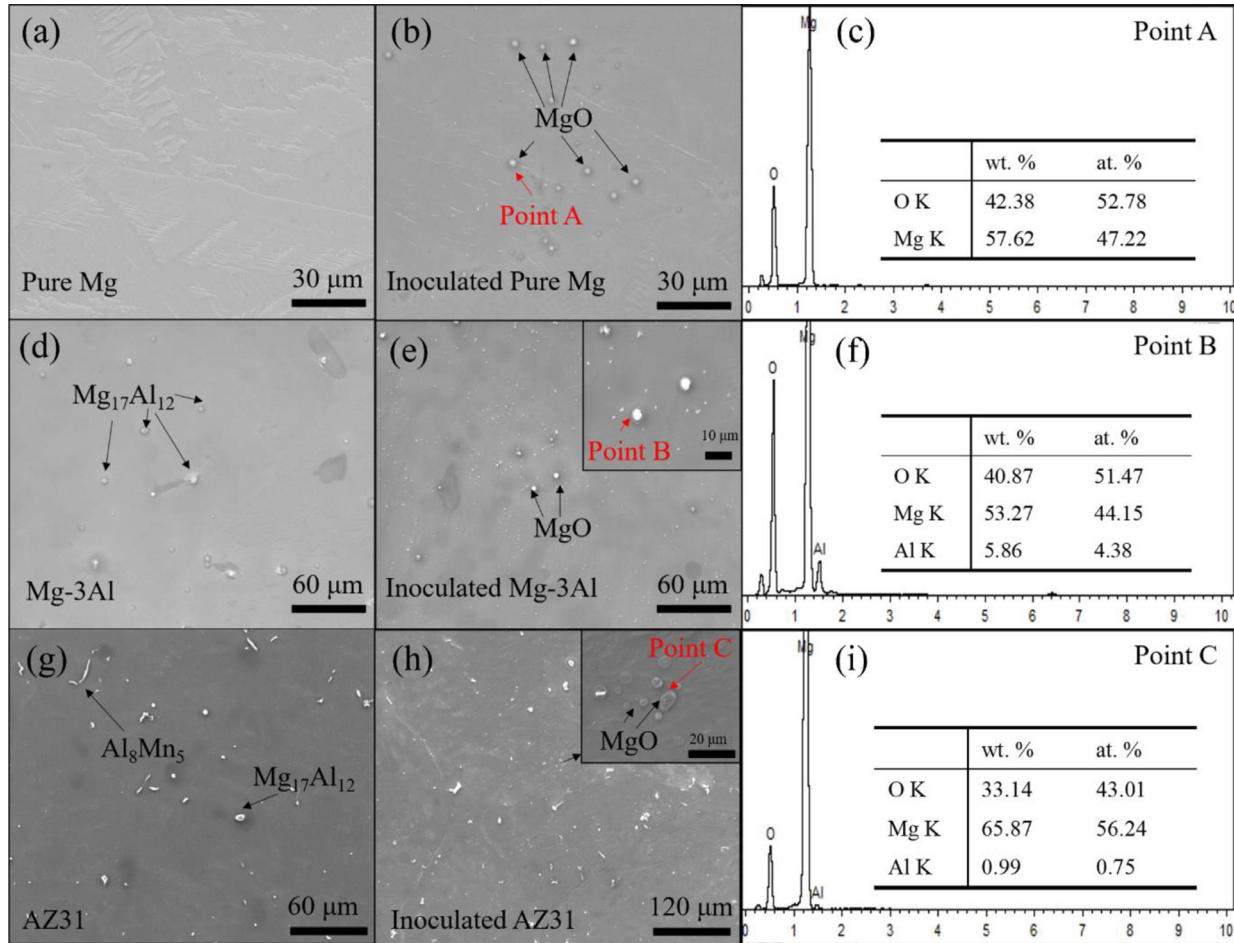 (a)
Pure Mg
30 μm
(b)
MgO
Point A
Inoculated Pure Mg
30 μm
(c)
Point A
Mg
O
wt. % at. %
O K 42.38 52.78
Mg K 57.62 47.22
0 1 2 3 4 5 6 7 8 9 10
(d)
Mg₁₇Al₁₂
Mg-3Al
60 μm
(e)
Point B
10 μm
MgO
Inoculated Mg-3Al
60 μm
(f)
Point B
Mg
O
Al
wt. % at. %
O K 40.87 51.47
Mg K 53.27 44.15
Al K 5.86 4.38
0 1 2 3 4 5 6 7 8 9 10
(g)
Al₈Mn₅
Mg₁₇Al₁₂
AZ31
60 μm
(h)
Point C
MgO
20 μm
Inoculated AZ31
120 μm
(i)
Point C
Mg
O
Al
wt. % at. %
O K 33.14 43.01
Mg K 65.87 56.24
Al K 0.99 0.75
0 1 2 3 4 5 6 7 8 9 10